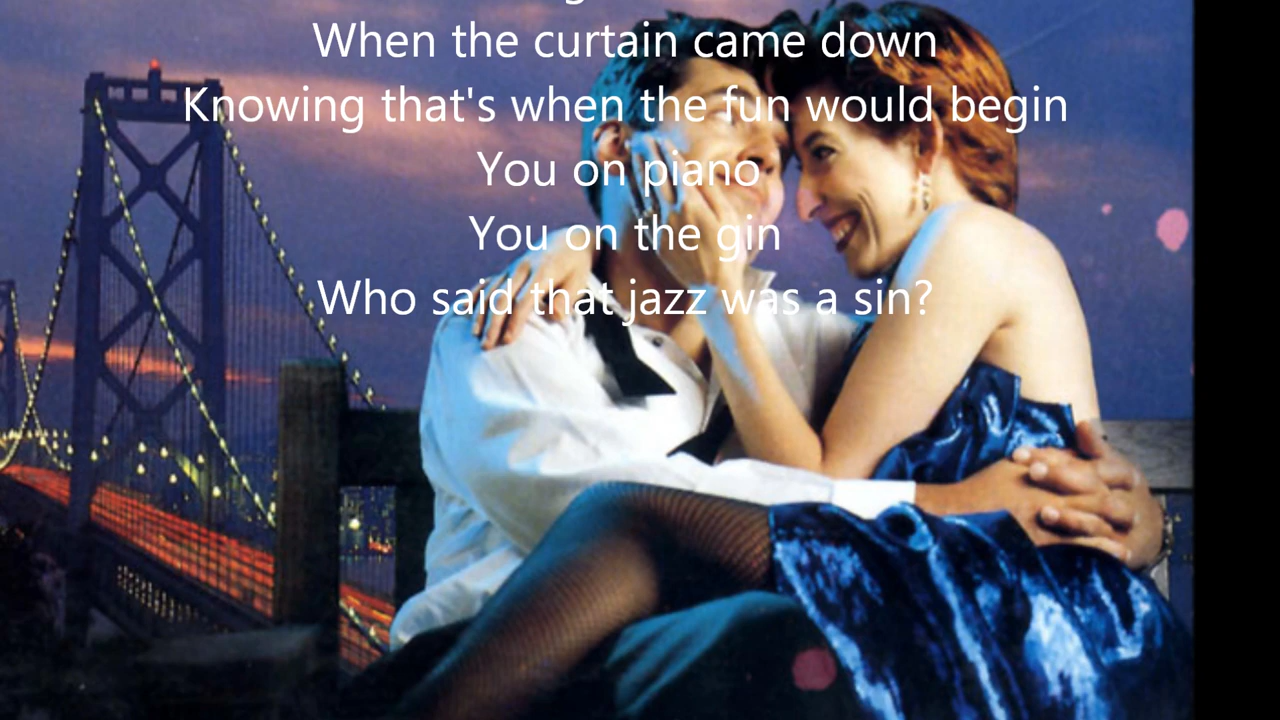 When the curtain came down
Knowing that's when the fun would begin
You on piano
You on the gin
Who said that jazz was a sin?